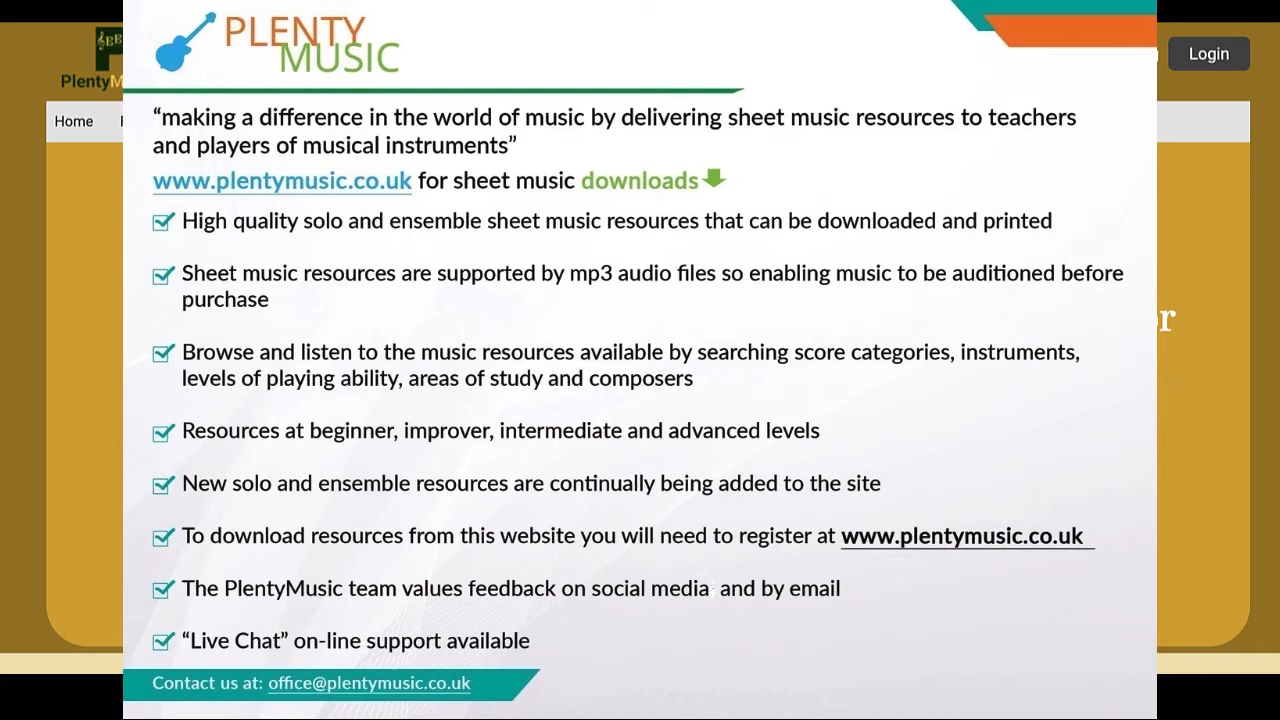 PLENTY
MUSIC
PlentyM
Login
Home
“making a difference in the world of music by delivering sheet music resources to teachers
and players of musical instruments”
www.plentymusic.co.uk for sheet music downloads
High quality solo and ensemble sheet music resources that can be downloaded and printed
Sheet music resources are supported by mp3 audio files so enabling music to be auditioned before
purchase
Browse and listen to the music resources available by searching score categories, instruments,
levels of playing ability, areas of study and composers
or
Resources at beginner, improver, intermediate and advanced levels
New solo and ensemble resources are continually being added to the site
To download resources from this website you will need to register at www.plentymusic.co.uk
The PlentyMusic team values feedback on social media and by email
“Live Chat” on-line support available
Contact us at: office@plentymusic.co.uk